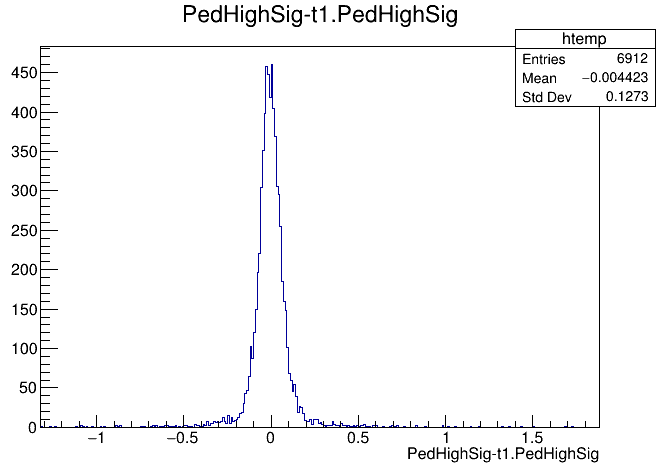 PedHighSig-t1.PedHighSig
htemp
Entries 6912
Mean −0.004423
Std Dev 0.1273
450
400
350
300
250
200
150
100
50
0
−1 −0.5 0 0.5 1 1.5
PedHighSig-t1.PedHighSig